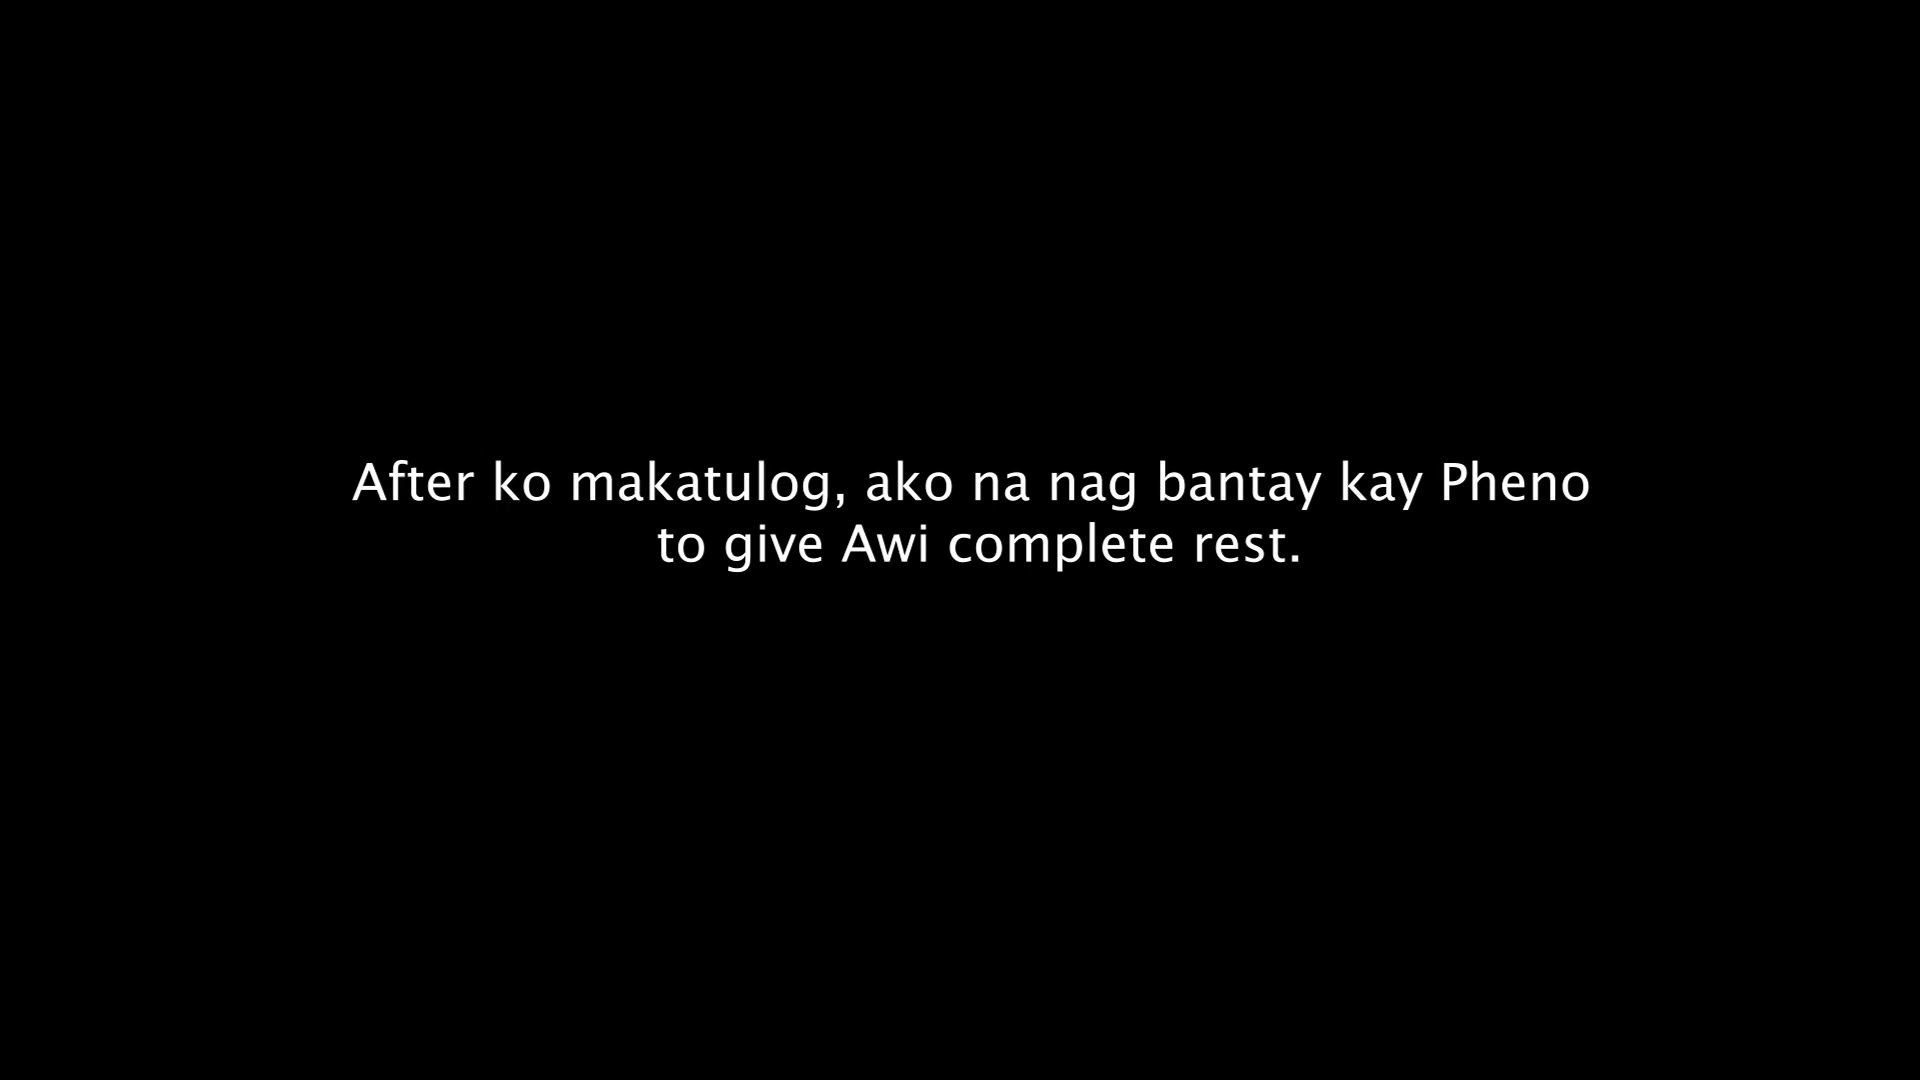 After ko makatulog, ako na nag bantay kay Pheno
to give Awi complete rest.